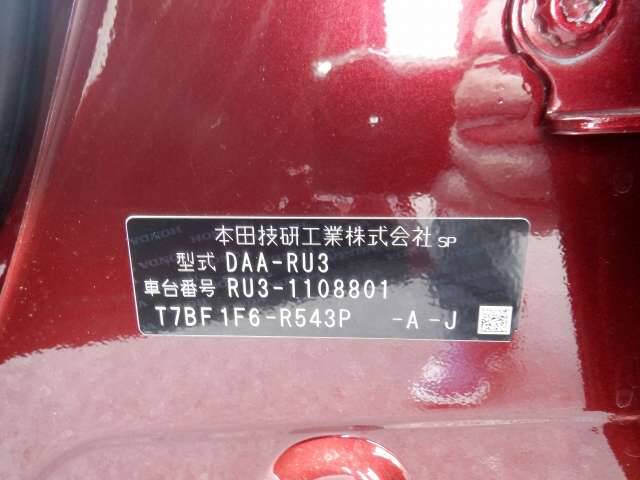 本田技研工業株式会社 SP
型式 DAA-RU3
車台番号 RU3-1108801
T7BF1F6-R543P -A-J